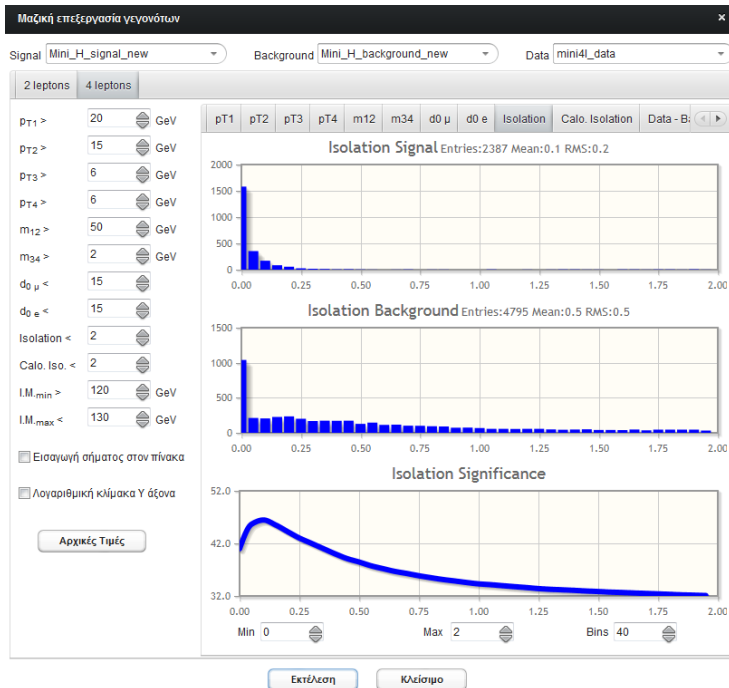 Μαζική επεξεργασία γεγονότων ×
Signal Mini_H_signal_new Background Mini_H_background_new Data mini4l_data
2 leptons 4 leptons
pT1 > 20 GeV
pT2 > 15 GeV
pT3 > 6 GeV
pT4 > 6 GeV
m12 > 50 GeV
m34 > 2 GeV
d0 μ < 15
d0 e < 15
Isolation < 2
Calo. Iso. < 2
I.M.min > 120 GeV
I.M.max < 130 GeV
Εισαγωγή σήματος στον πίνακα
Λογαριθμική κλίμακα Υ άξονα
Αρχικές Τιμές
pT1 pT2 pT3 pT4 m12 m34 d0 μ d0 e Isolation Calo. Isolation Data - B
Isolation Signal Entries:2387 Mean:0.1 RMS:0.2
2000
1500
1000
500
0
0.00 0.25 0.50 0.75 1.00 1.25 1.50 1.75 2.00
Isolation Background Entries:4795 Mean:0.5 RMS:0.5
1500
1000
500
0
0.00 0.25 0.50 0.75 1.00 1.25 1.50 1.75 2.00
Isolation Significance
52.0
42.0
32.0
0.00 0.25 0.50 0.75 1.00 1.25 1.50 1.75 2.00
Min 0 Max 2 Bins 40
Εκτέλεση Κλείσιμο